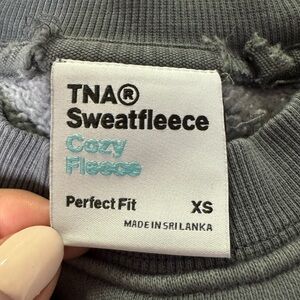 TNA®
Sweatfleece
Cozy
Fleece
Perfect Fit XS
MADE IN SRI LANKA